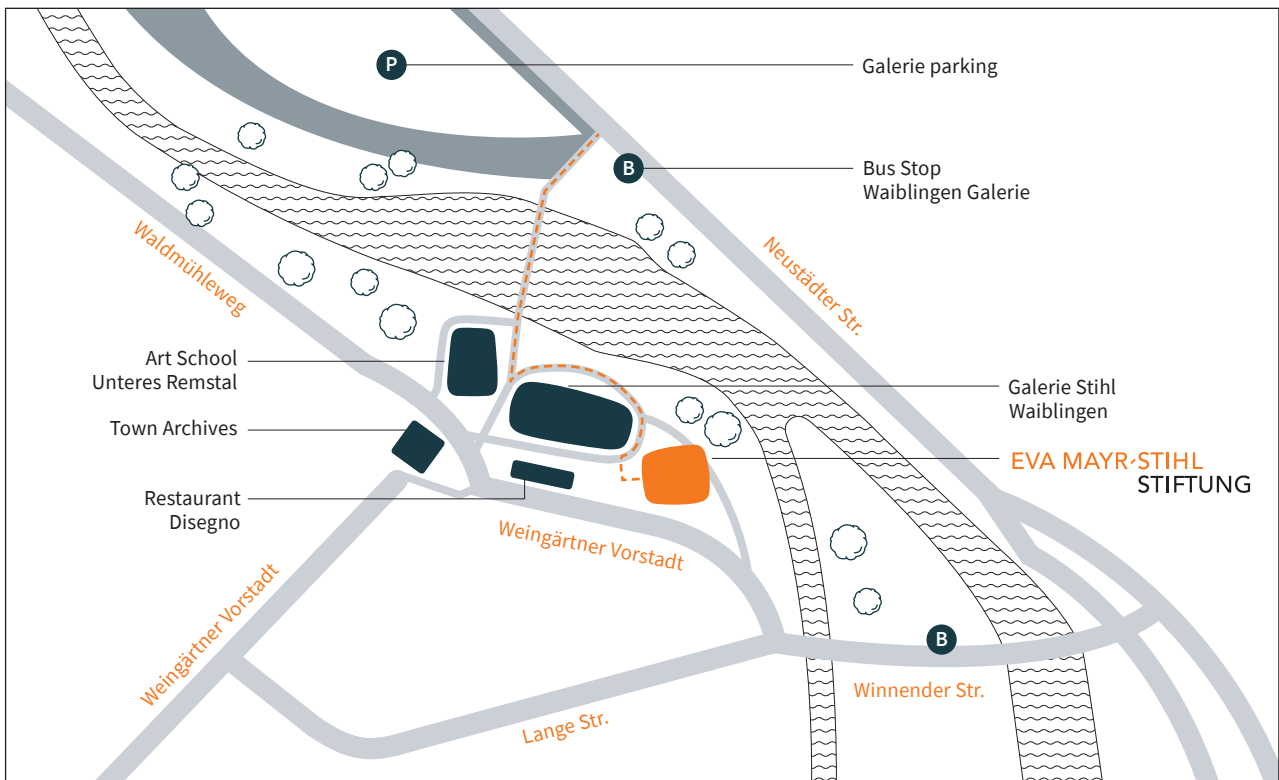 P
Galerie parking
B
Bus Stop
Waiblingen Galerie
Waldmühleweg
Neustädter Str.
Art School
Unteres Remstal
Galerie Stihl
Waiblingen
Town Archives
EVA MAYR-STIHL
STIFTUNG
Restaurant
Disegno
Weingärtner Vorstadt
Weingärtner Vorstadt
B
Winnender Str.
Lange Str.